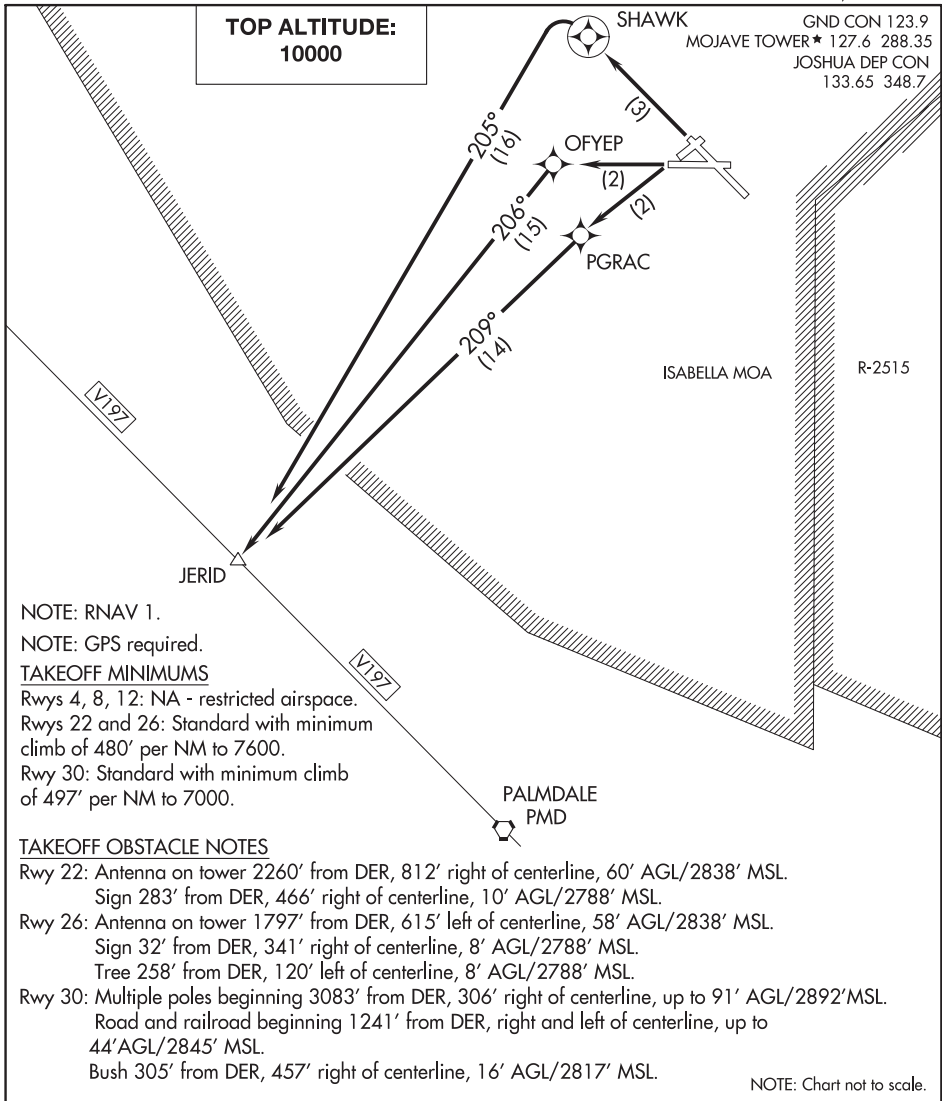 TOP ALTITUDE:
10000
SHAWK
GND CON 123.9
MOJAVE TOWER★ 127.6 288.35
JOSHUA DEP CON
133.65 348.7
(3)
205°
(16)
OFYEP
(2)
206°
(15)
(2)
PGRAC
209°
(14)
ISABELLA MOA
R-2515
V197
JERID
V197
PALMDALE
PMD
NOTE: RNAV 1.
NOTE: GPS required.
TAKEOFF MINIMUMS
Rwys 4, 8, 12: NA - restricted airspace.
Rwys 22 and 26: Standard with minimum
climb of 480' per NM to 7600.
Rwy 30: Standard with minimum climb
of 497' per NM to 7000.
TAKEOFF OBSTACLE NOTES
Rwy 22: Antenna on tower 2260' from DER, 812' right of centerline, 60' AGL/2838' MSL.
Sign 283' from DER, 466' right of centerline, 10' AGL/2788' MSL.
Rwy 26: Antenna on tower 1797' from DER, 615' left of centerline, 58' AGL/2838' MSL.
Sign 32' from DER, 341' right of centerline, 8' AGL/2788' MSL.
Tree 258' from DER, 120' left of centerline, 8' AGL/2788' MSL.
Rwy 30: Multiple poles beginning 3083' from DER, 306' right of centerline, up to 91' AGL/2892'MSL.
Road and railroad beginning 1241' from DER, right and left of centerline, up to
44'AGL/2845' MSL.
Bush 305' from DER, 457' right of centerline, 16' AGL/2817' MSL.
NOTE: Chart not to scale.